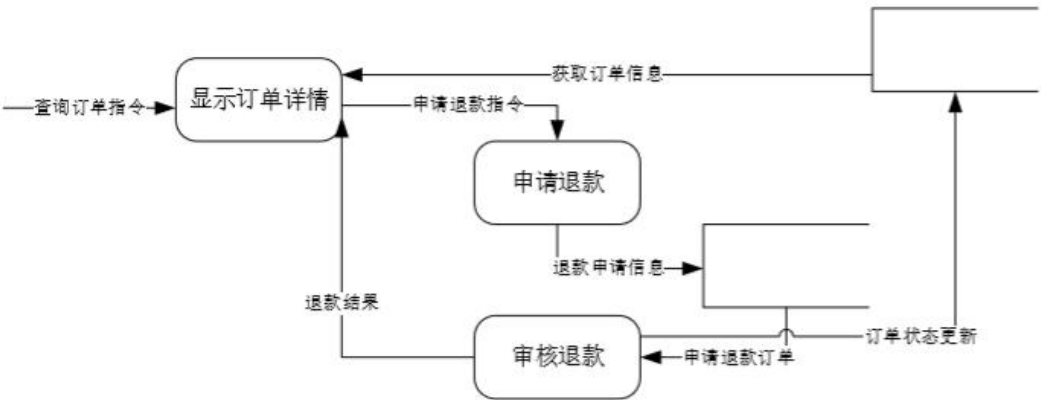 获取订单信息
显示订单详情
查询订单指令
申请退款指令
申请退款
退款申请信息
退款结果
订单状态更新
审核退款
申请退款订单